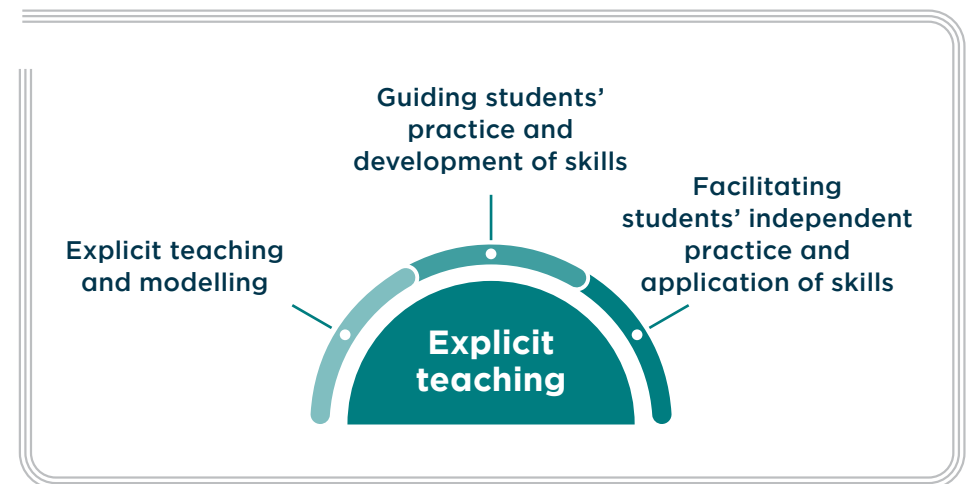 Guiding students’
practice and
development of skills
Facilitating
students’ independent
practice and
application of skills
Explicit teaching
and modelling
Explicit
teaching